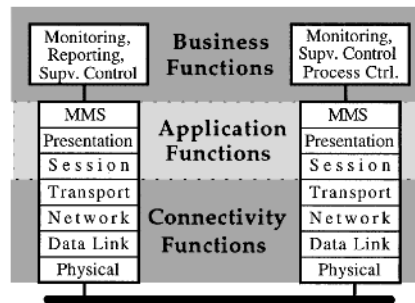 Monitoring,
Reporting,
Supv. Control
Business
Functions
Monitoring,
Supv. Control
Process Ctrl.
MMS
Presentation
Session
Application
Functions
MMS
Presentation
Session
Transport
Network
Data Link
Physical
Connectivity
Functions
Transport
Network
Data Link
Physical